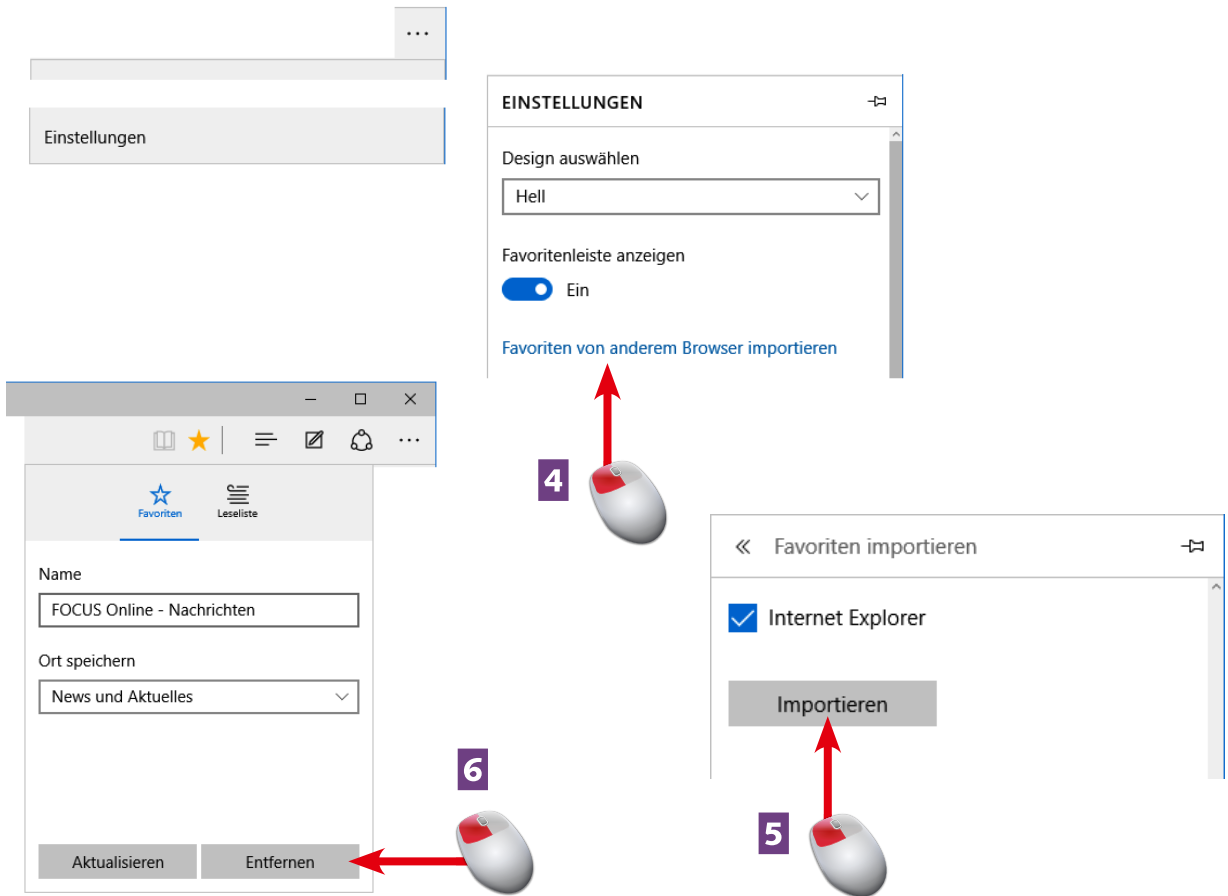 ...
Einstellungen
EINSTELLUNGEN
Design auswählen
Hell
Favoritenleiste anzeigen
Ein
Favoriten von anderem Browser importieren
4
Favoriten
Leseliste
Name
FOCUS Online - Nachrichten
Ort speichern
News und Aktuelles
Aktualisieren
Entfernen
6
Favoriten importieren
Internet Explorer
Importieren
5